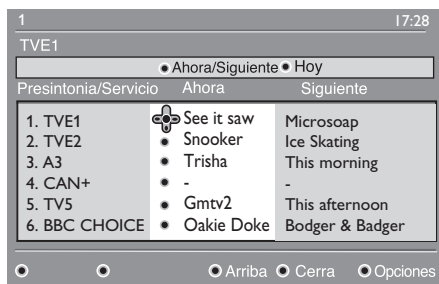 1 17:28
TVE1
Ahora/Siguiente Hoy
Presintonia/Servicio Ahora Siguiente
1. TVE1 See it saw Microsoap
2. TVE2 Snooker Ice Skating
3. A3 Trisha This morning
4. CAN+ - -
5. TV5 Gmtv2 This afternoon
6. BBC CHOICE Oakie Doke Bodger & Badger
Arriba Cerra Opciones